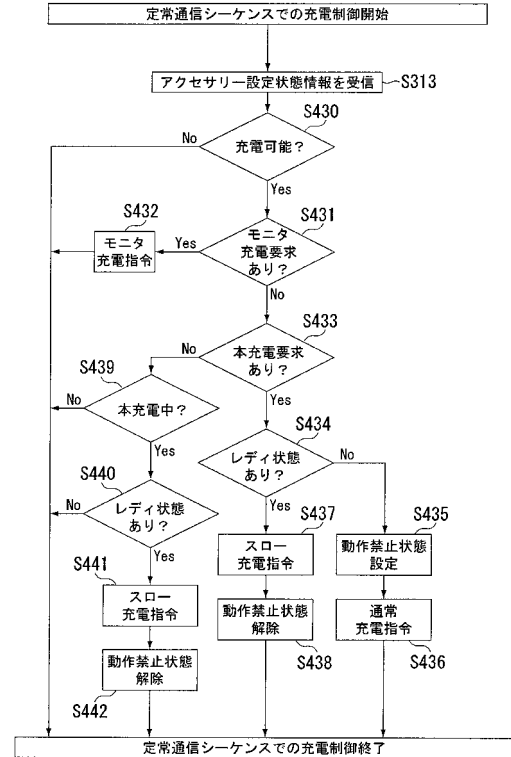 定常通信シーケンスでの充電制御開始
アクセサリー設定状態情報を受信
S313
S430
充電可能？
No
Yes
S431
モニタ
充電要求
あり？
Yes
No
S432
モニタ
充電指令
S433
本充電要求
あり？
No
Yes
S439
本充電中？
No
Yes
S434
レディ状態
あり？
No
Yes
S440
レディ状態
あり？
No
Yes
S437
スロー
充電指令
S435
動作禁止状態
設定
S441
スロー
充電指令
動作禁止状態
解除
S438
通常
充電指令
S436
動作禁止状態
解除
S442
定常通信シーケンスでの充電制御終了